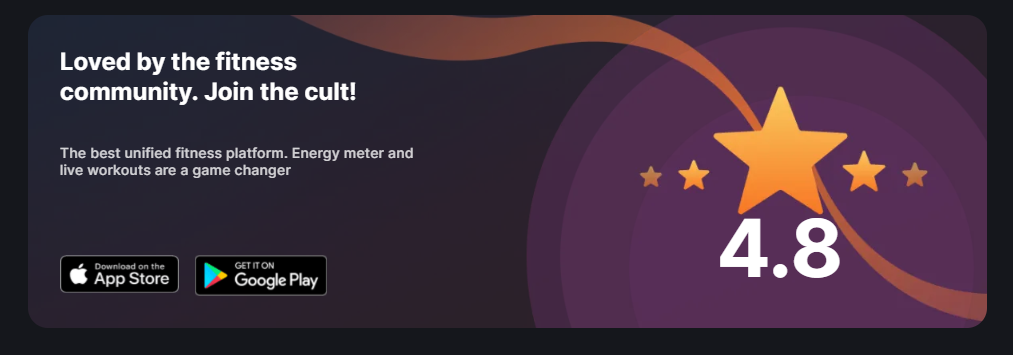 Loved by the fitness
community. Join the cult!
The best unified fitness platform. Energy meter and
live workouts are a game changer
Download on the
App Store
GET IT ON
Google Play
4.8